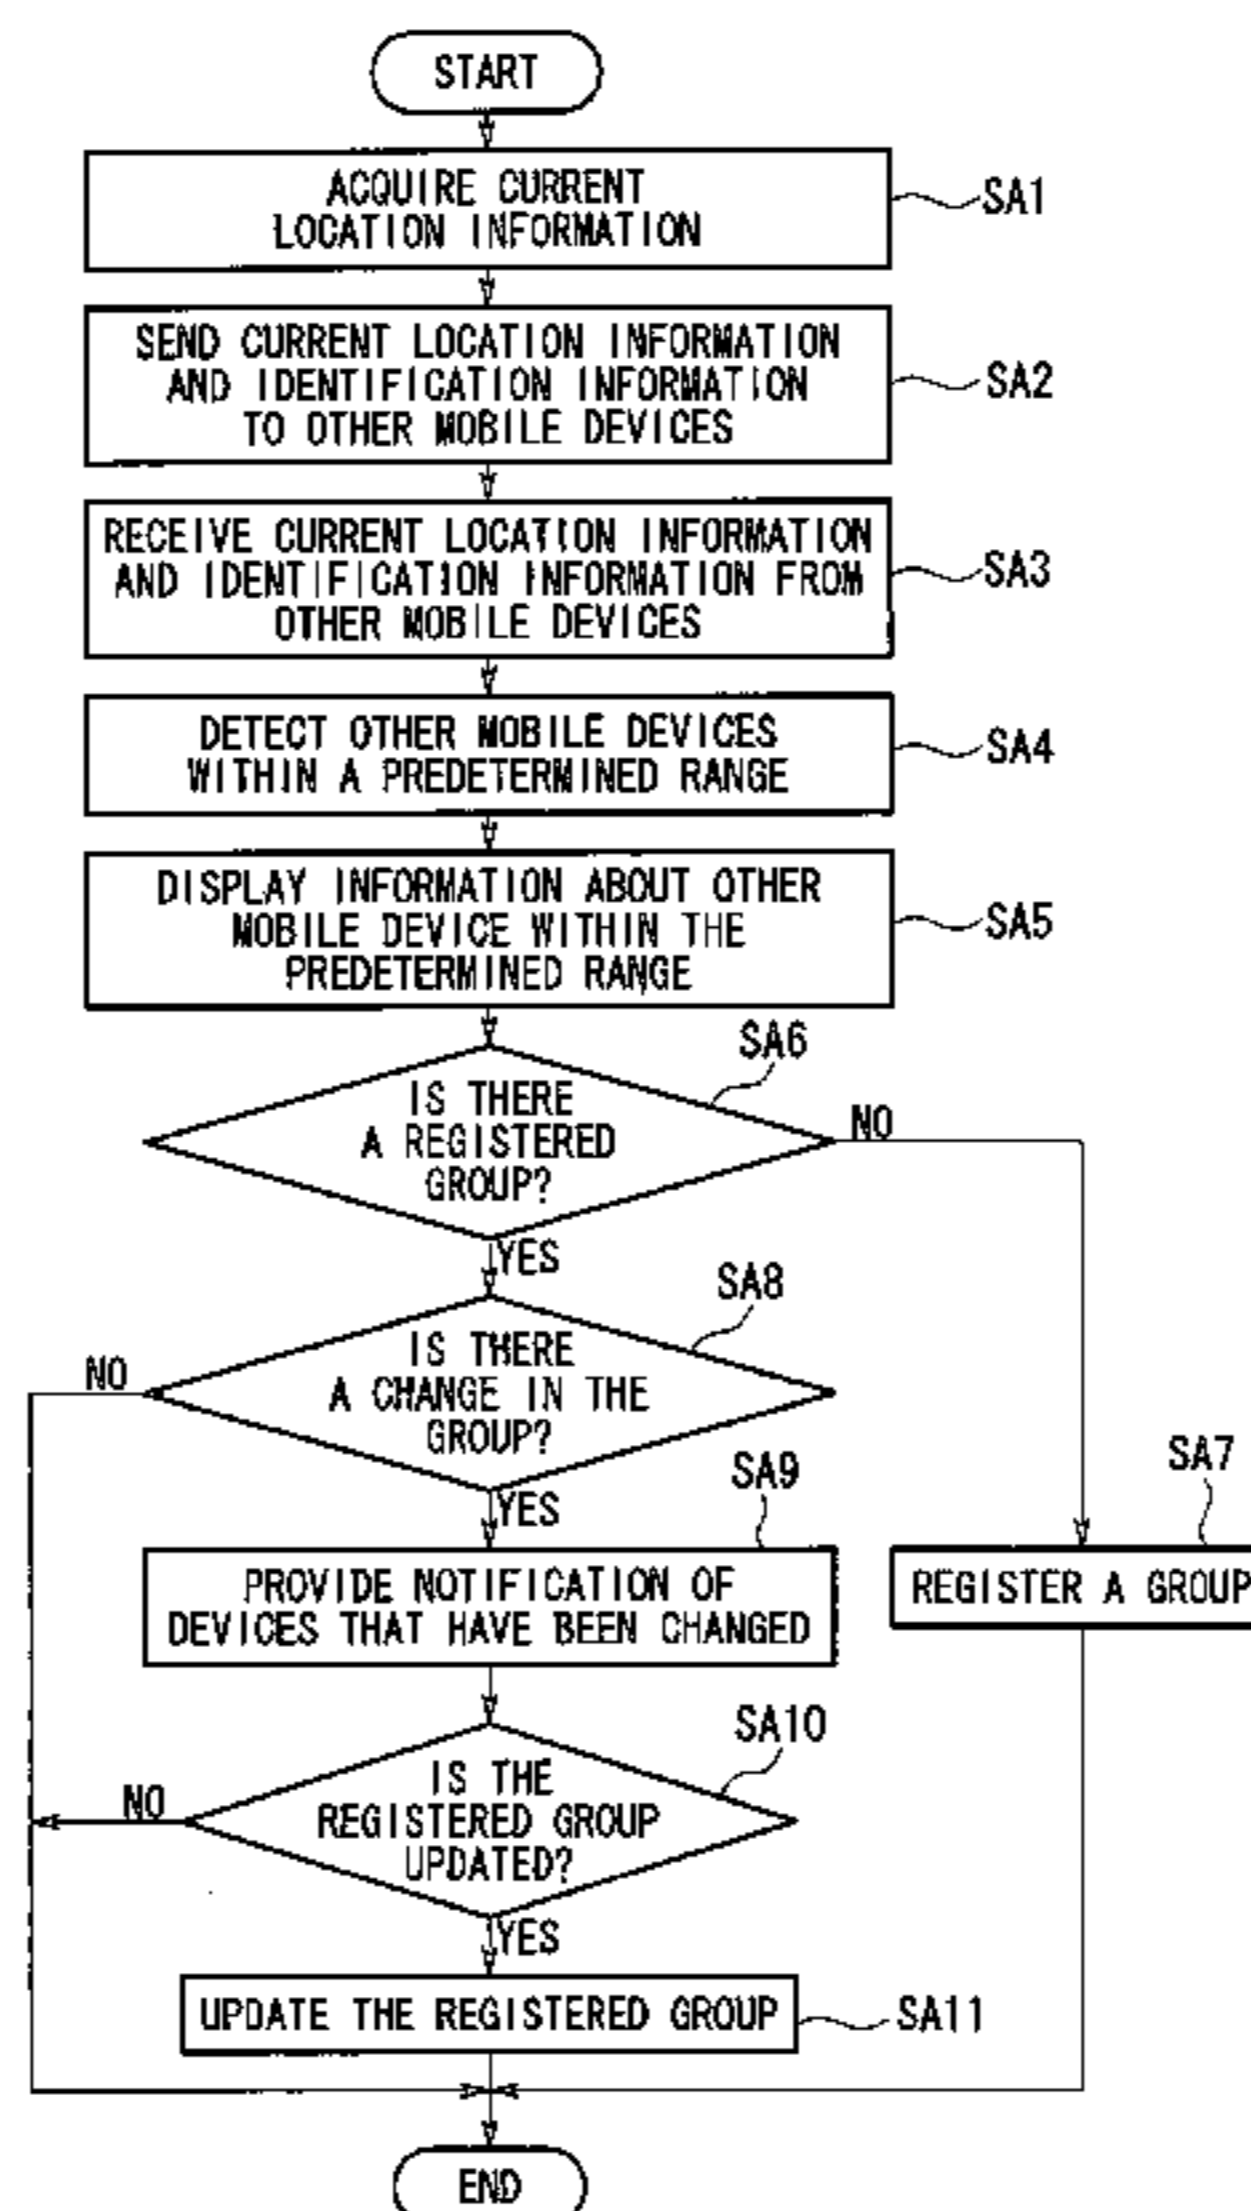 START
ACQUIRE CURRENT
LOCATION INFORMATION
SA1
SEND CURRENT LOCATION INFORMATION
AND IDENTIFICATION INFORMATION
TO OTHER MOBILE DEVICES
SA2
RECEIVE CURRENT LOCATION INFORMATION
AND IDENTIFICATION INFORMATION FROM
OTHER MOBILE DEVICES
SA3
DETECT OTHER MOBILE DEVICES
WITHIN A PREDETERMINED RANGE
SA4
DISPLAY INFORMATION ABOUT OTHER
MOBILE DEVICE WITHIN THE
PREDETERMINED RANGE
SA5
SA6
IS THERE
A REGISTERED
GROUP?
NO
YES
SA8
IS THERE
A CHANGE IN THE
GROUP?
NO
YES
SA9
SA7
PROVIDE NOTIFICATION OF
DEVICES THAT HAVE BEEN CHANGED
REGISTER A GROUP
SA10
IS THE
REGISTERED GROUP
UPDATED?
NO
YES
UPDATE THE REGISTERED GROUP
SA11
END